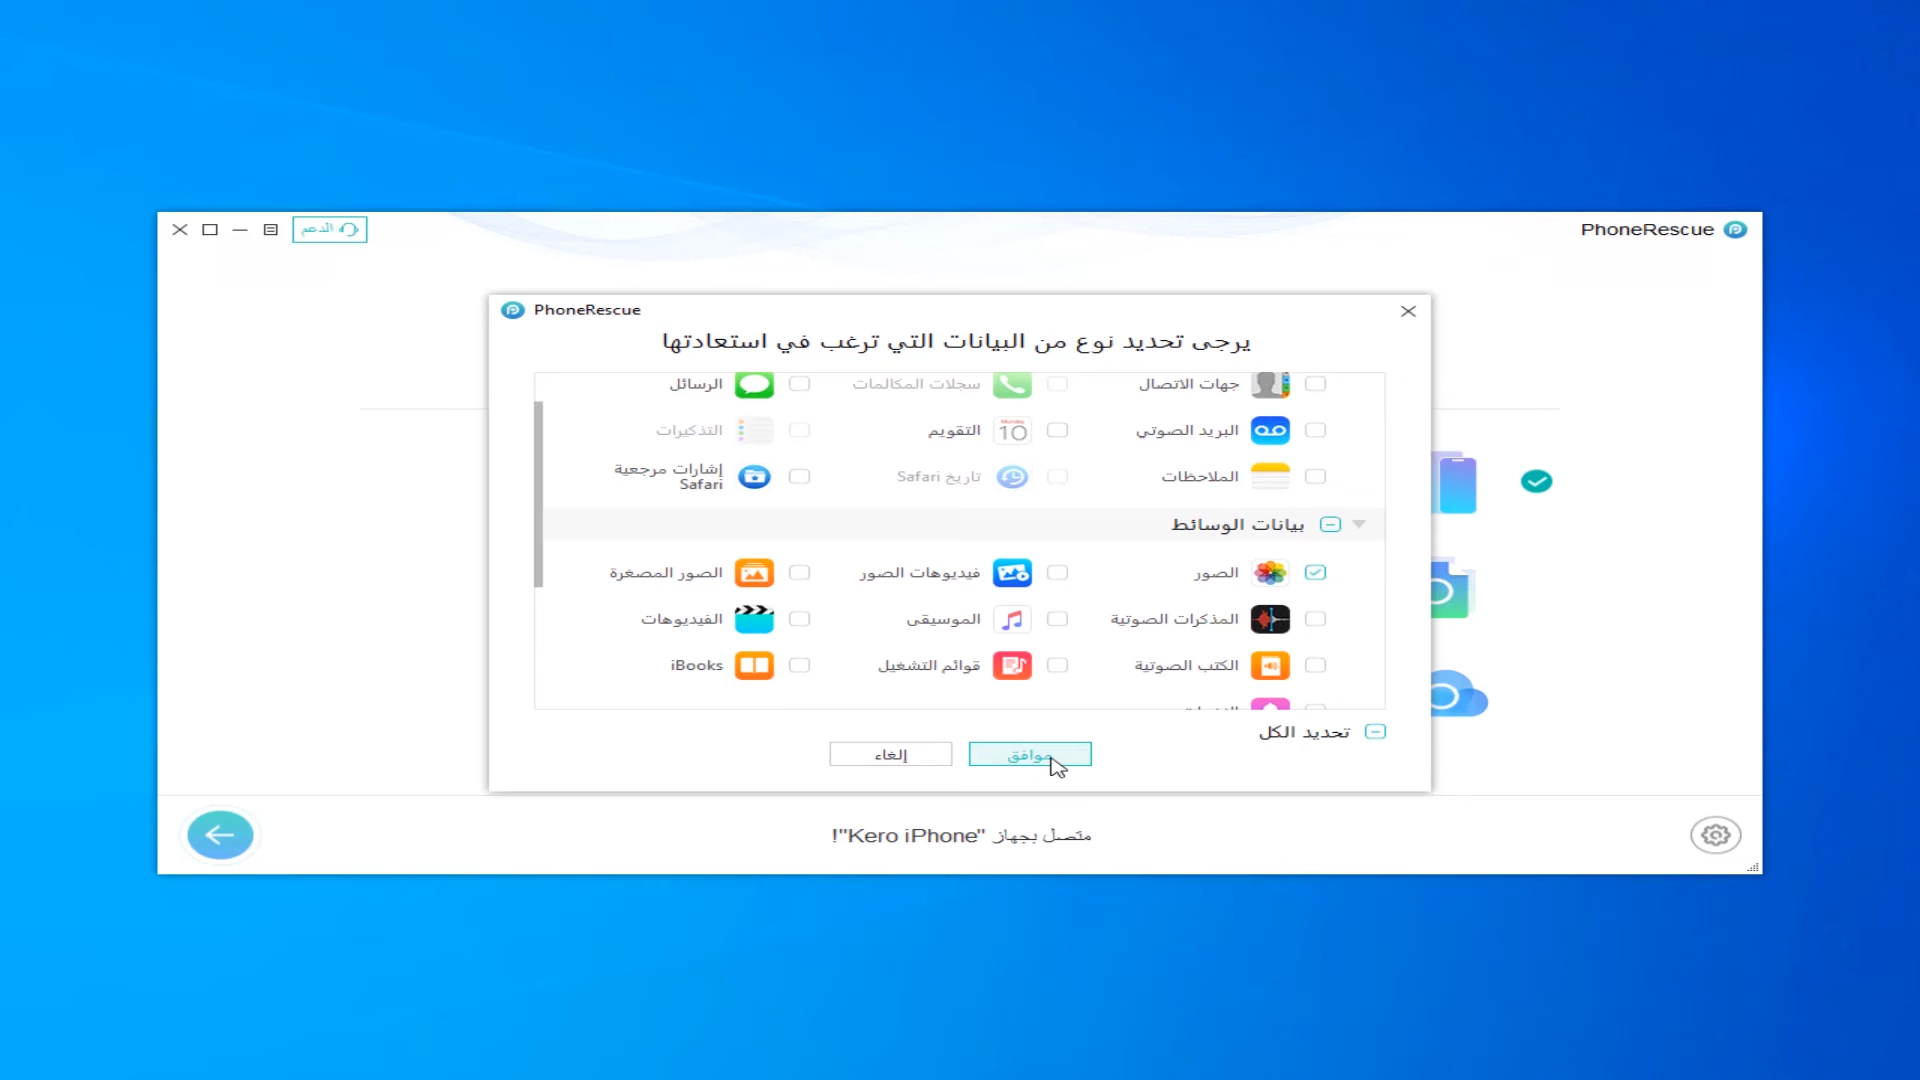 PhoneRescue
الدعم
PhoneRescue
يرجى تحديد نوع من البيانات التي ترغب في استعادتها
جهات الاتصال
سجلات المكالمات
الرسائل
البريد الصوتي
Monday
10
التقويم
التذكيرات
الملاحظات
تاريخ Safari
إشارات مرجعية
Safari
بيانات الوسائط
الصور
فيديوهات الصور
الصور المصغرة
المذكرات الصوتية
الموسيقى
الفيديوهات
الكتب الصوتية
قوائم التشغيل
iBooks
تحديد الكل
موافق
إلغاء
متصل بجهاز "Kero iPhone"!